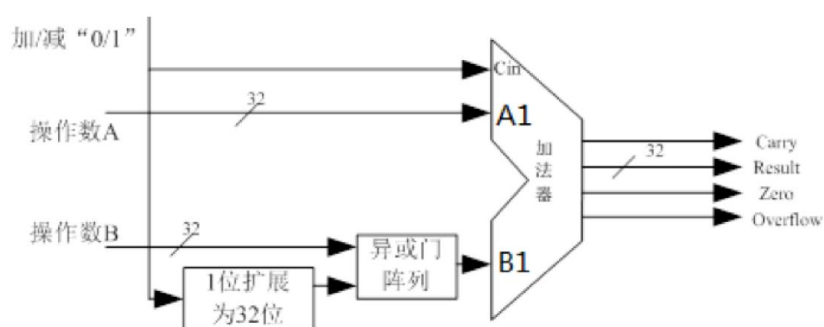 加/减“0/1”
Cin
32
A1
操作数A
加法器
Carry
32
Result
Zero
Overflow
操作数B
32
异或门
阵列
B1
1位扩展
为32位